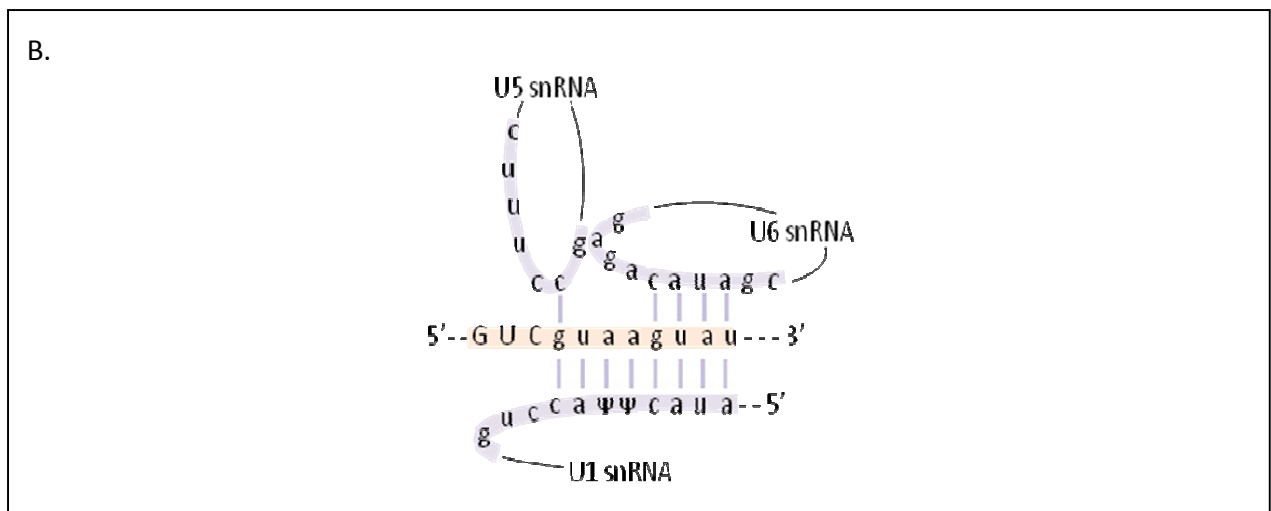 B.
U5 snRNA
c
u
u
u
c c g a g
U6 snRNA
g a c a u a g c
5'--G U C g u a a g u a u---3'
g u c c a Ψ Ψ c a u a--5'
U1 snRNA